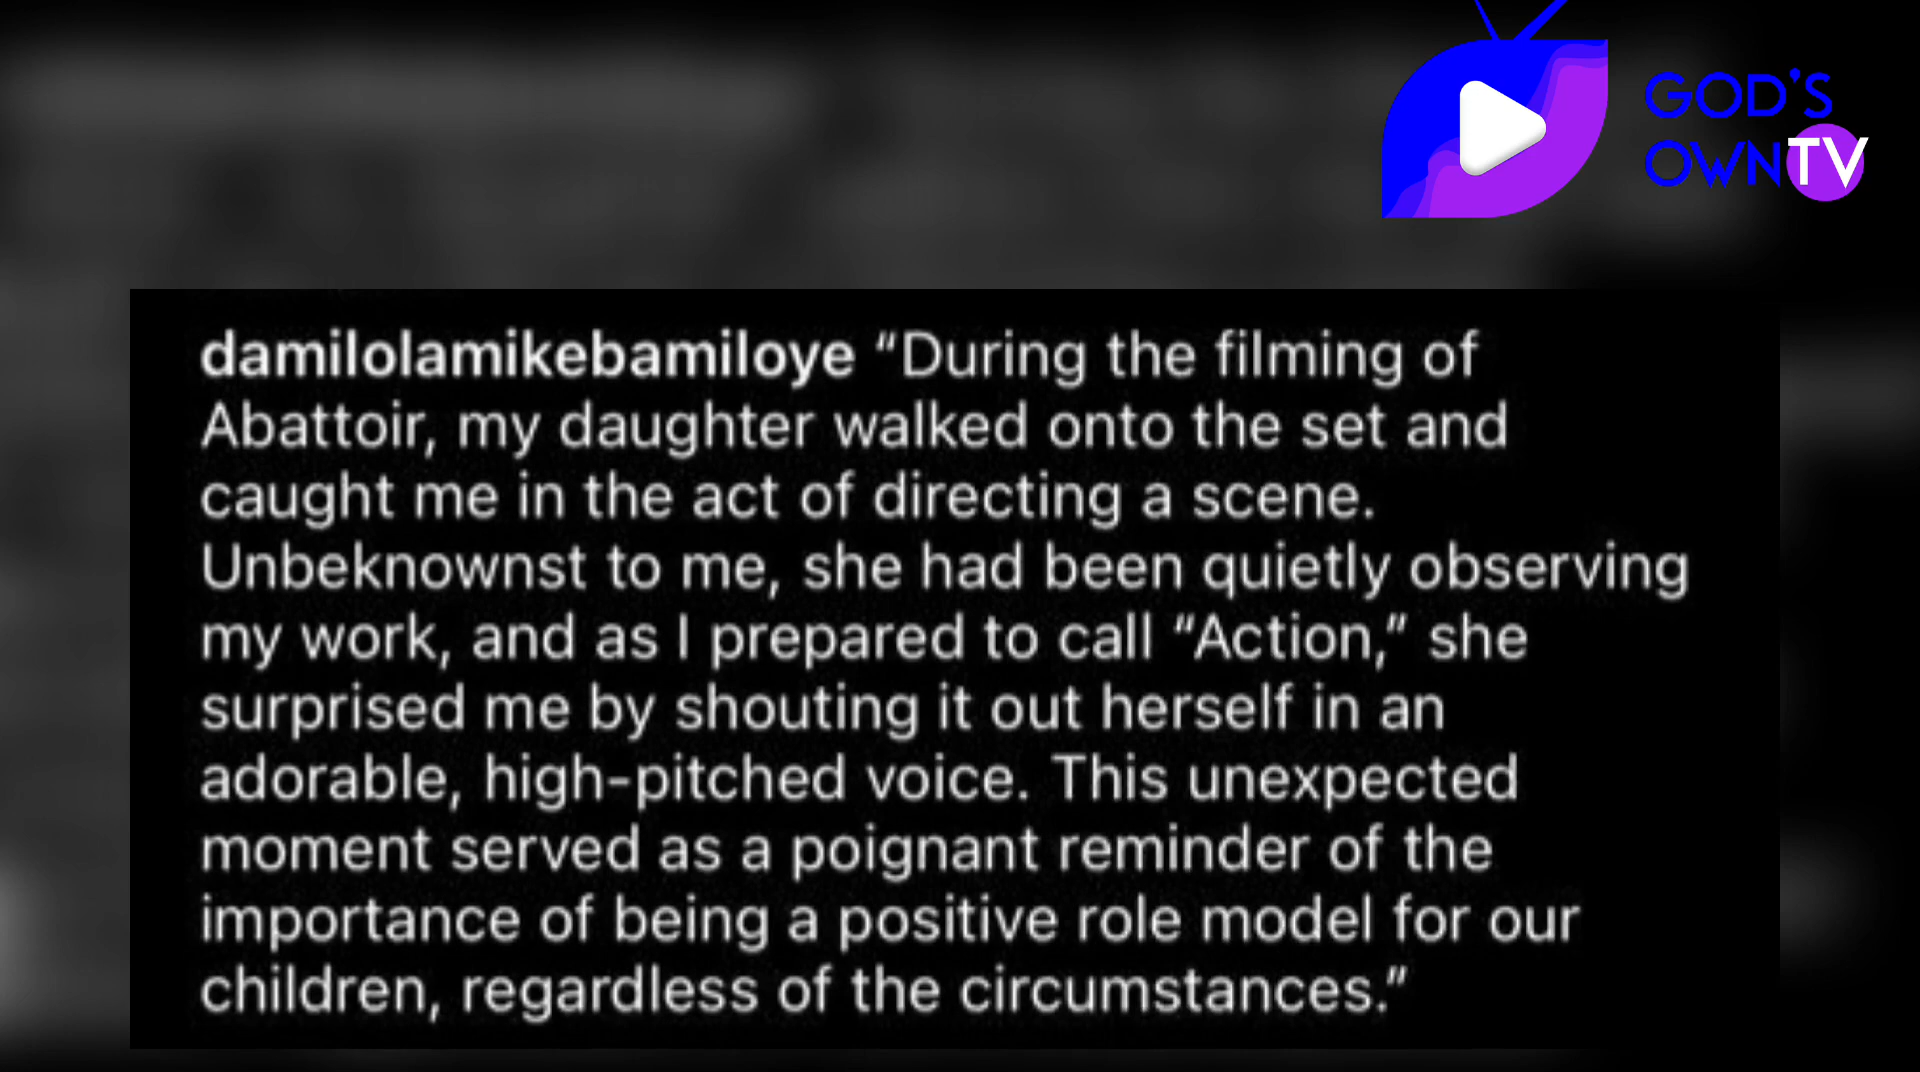 GOD'S
OWNTV
damilolamikebamiloye “During the filming of
Abattoir, my daughter walked onto the set and
caught me in the act of directing a scene.
Unbeknownst to me, she had been quietly observing
my work, and as I prepared to call “Action,” she
surprised me by shouting it out herself in an
adorable, high-pitched voice. This unexpected
moment served as a poignant reminder of the
importance of being a positive role model for our
children, regardless of the circumstances.”